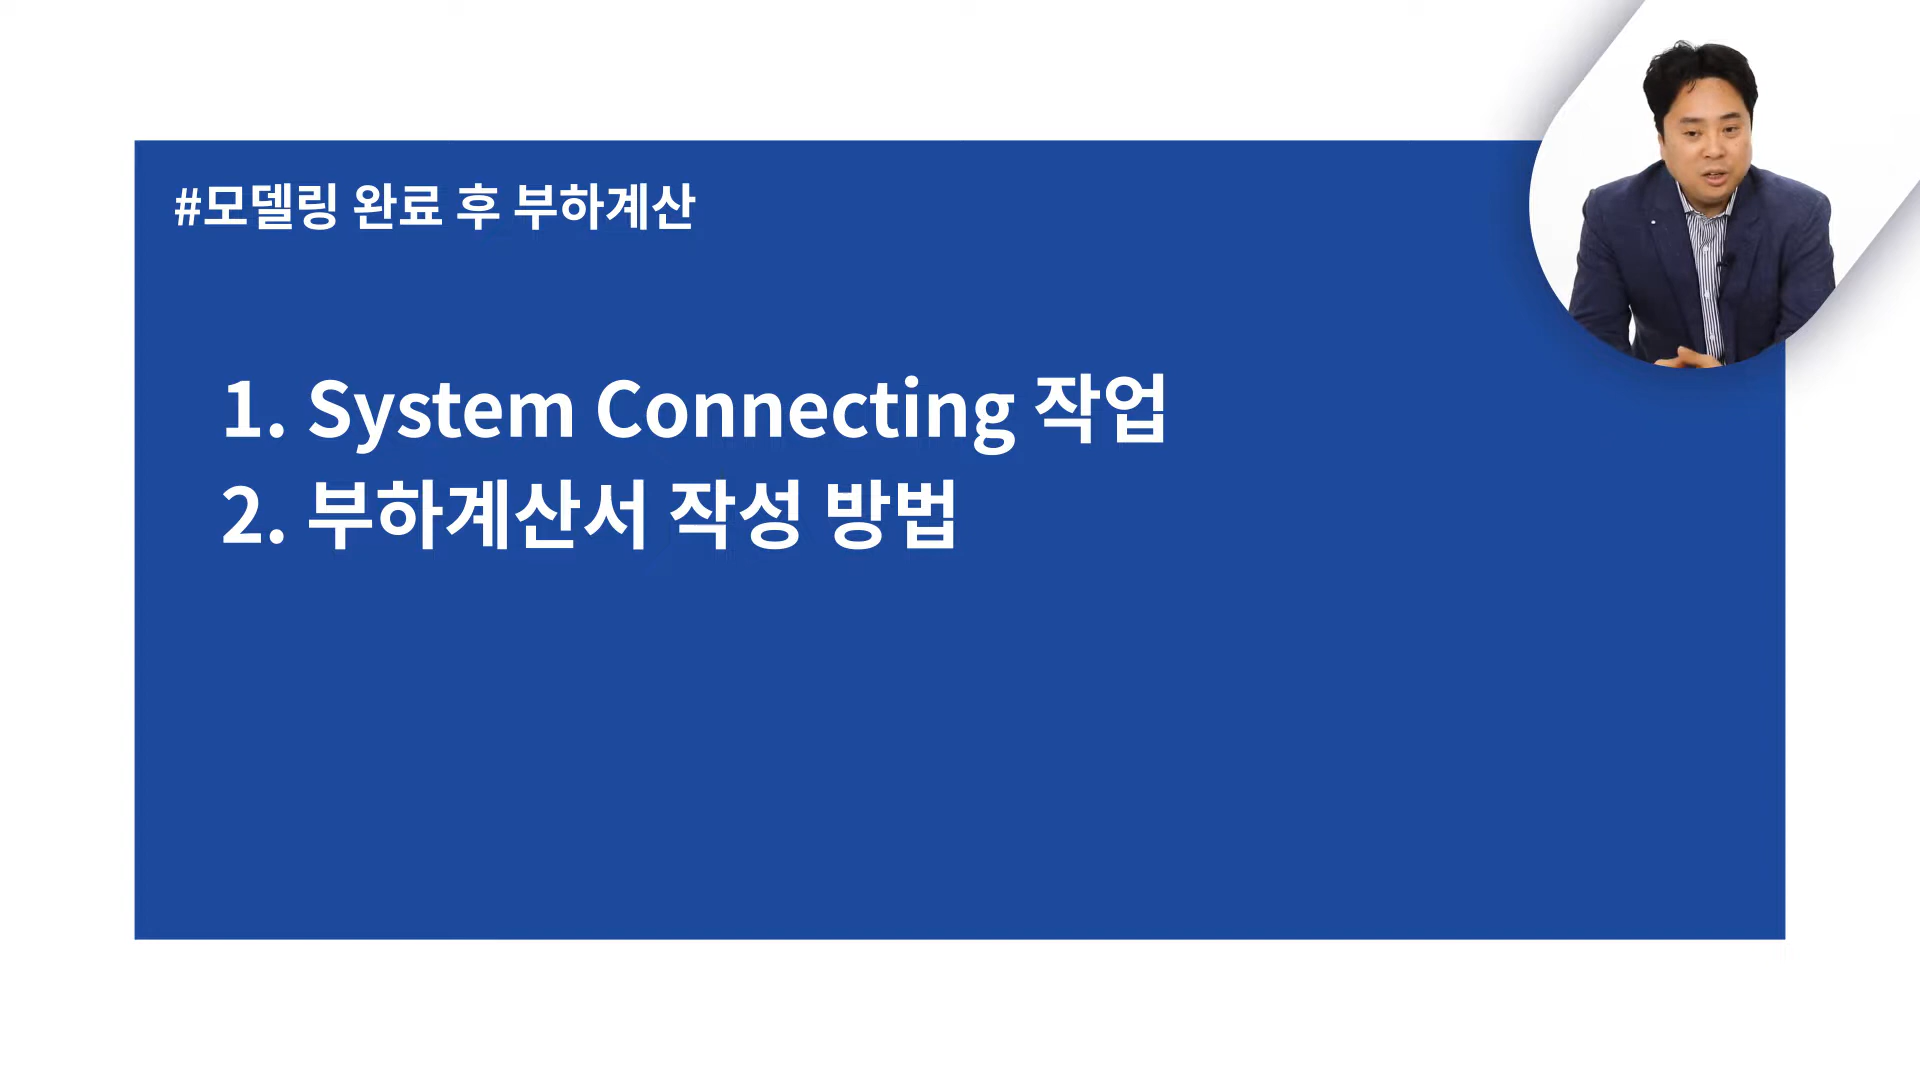 #모델링 완료 후 부하계산
1. System Connecting 작업
2. 부하계산서 작성 방법